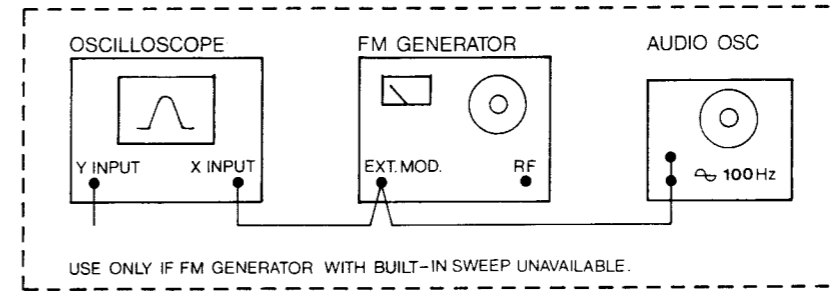 OSCILLOSCOPE
FM GENERATOR
AUDIO OSC
Y INPUT
X INPUT
EXT. MOD.
RF
100Hz
USE ONLY IF FM GENERATOR WITH BUILT-IN SWEEP UNAVAILABLE.